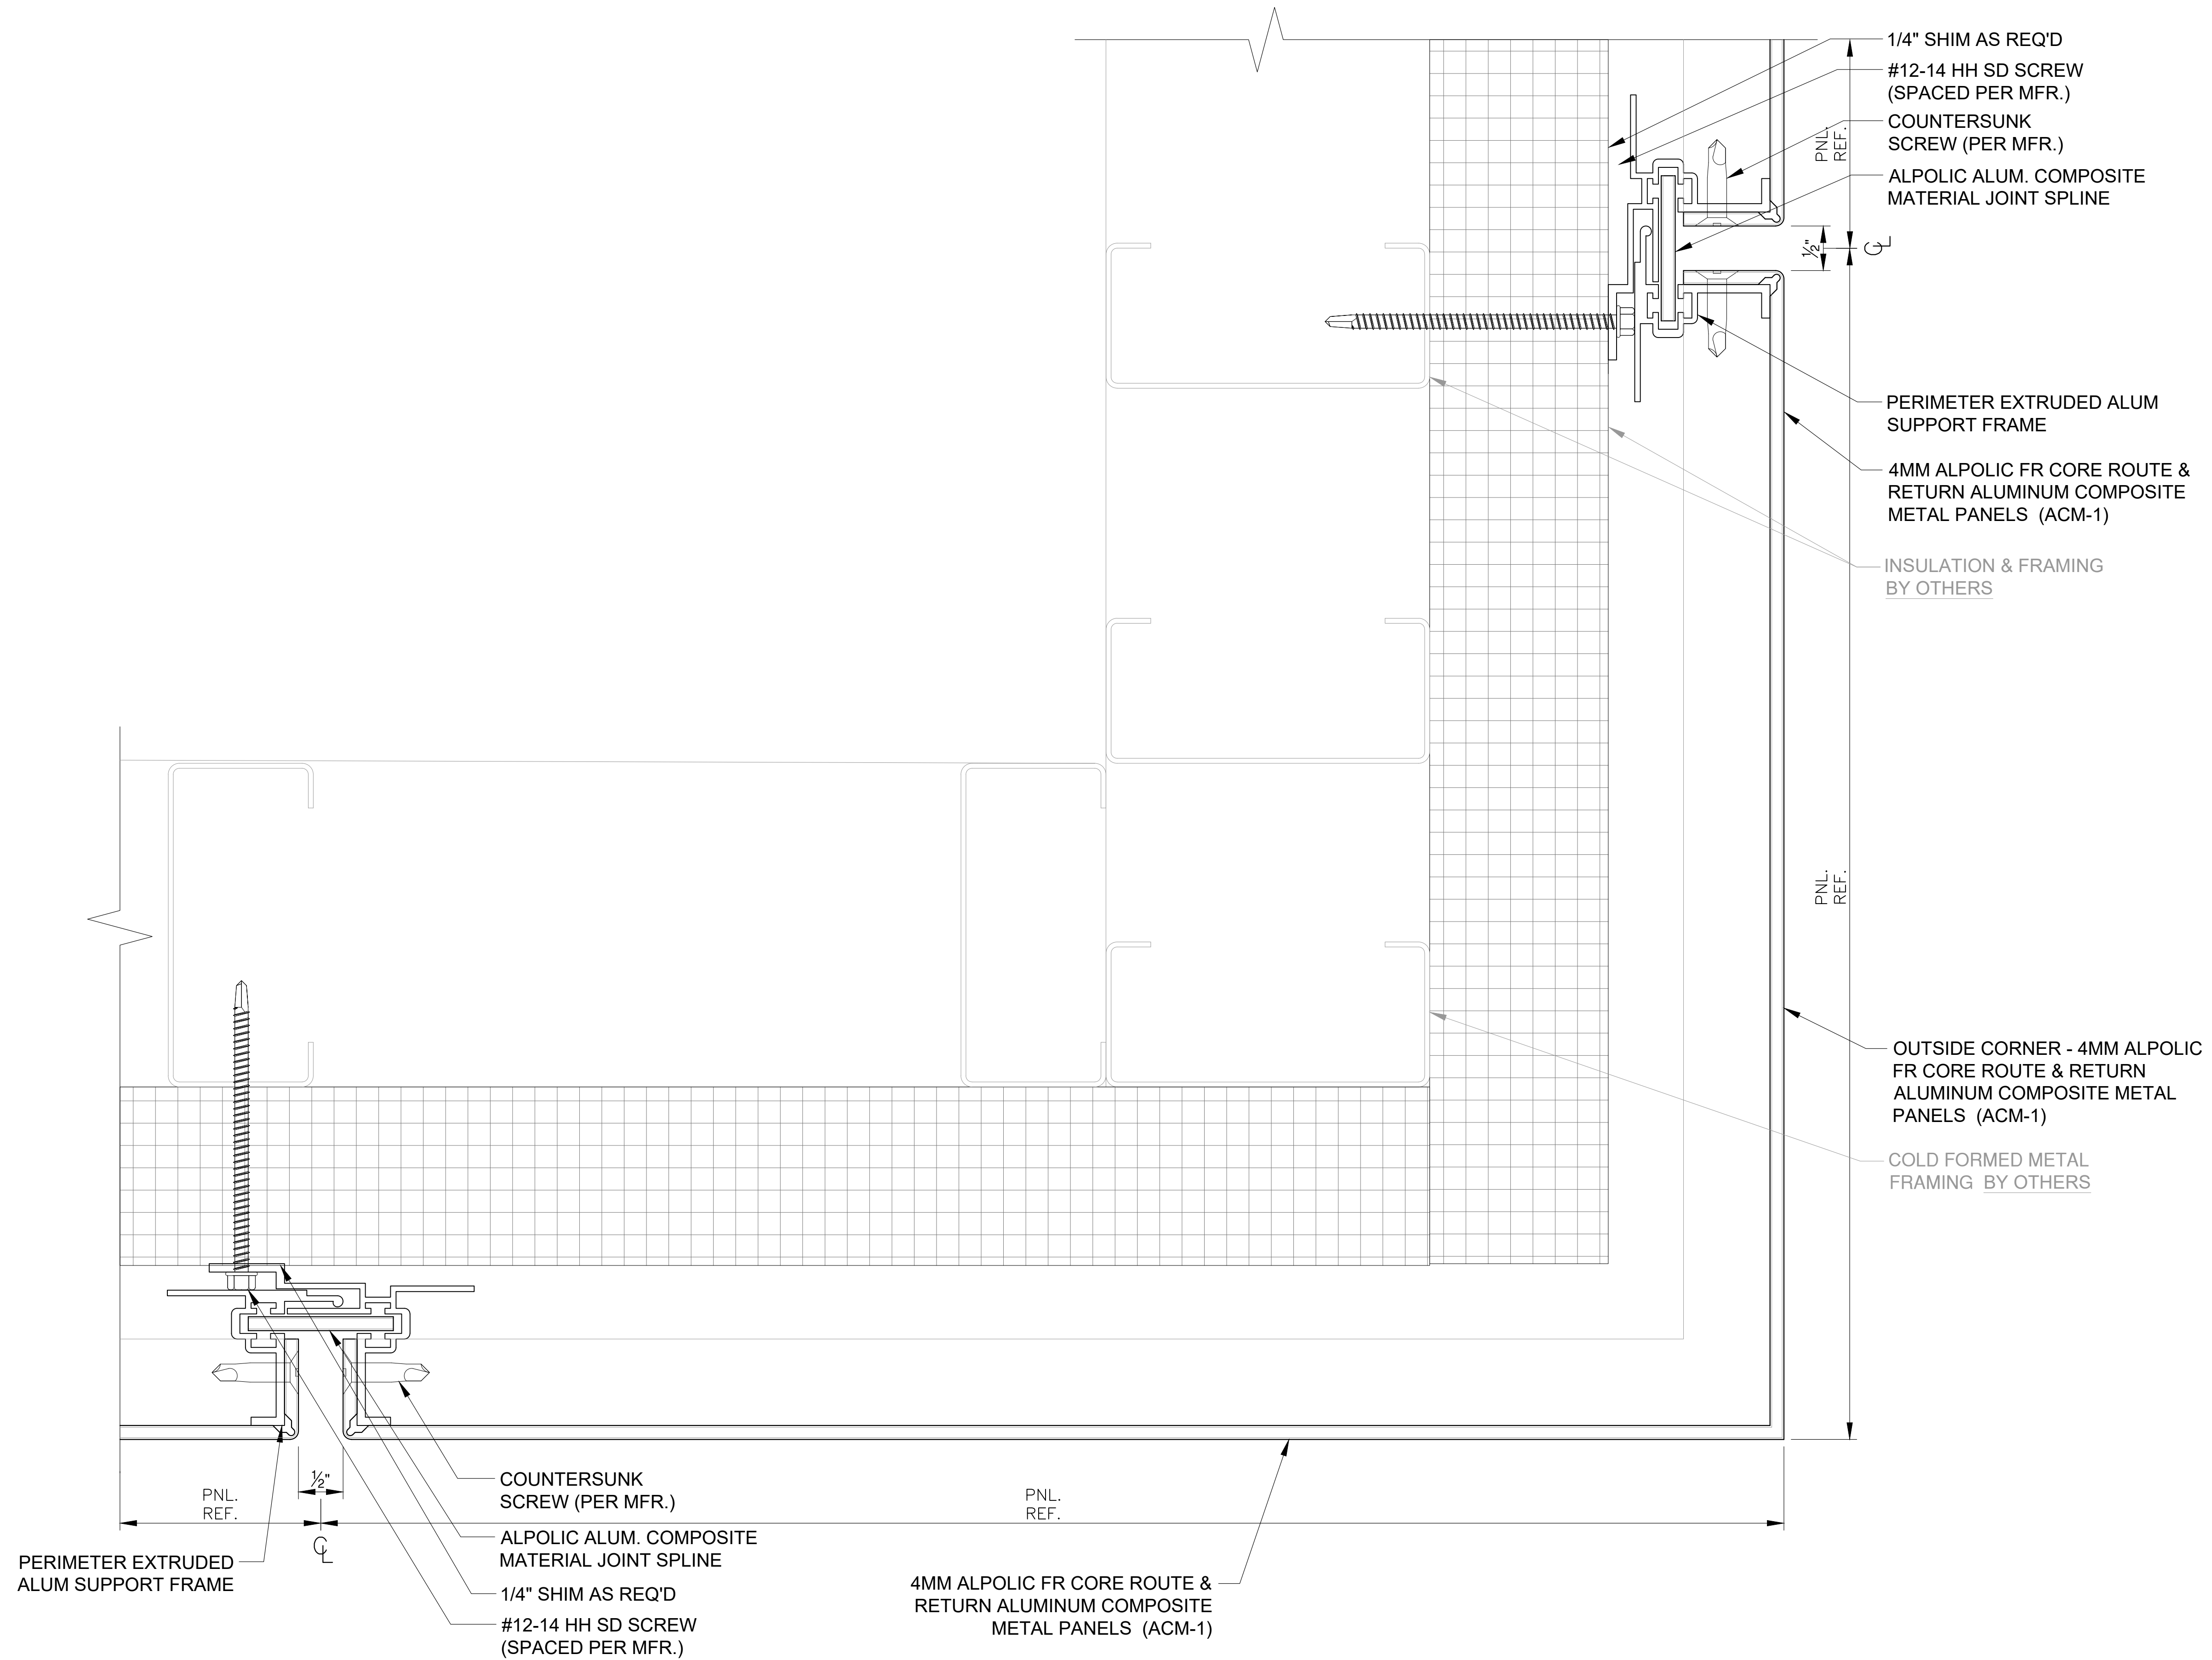 1/4" SHIM AS REQ'D
#12-14 HH SD SCREW
(SPACED PER MFR.)
COUNTERSUNK
SCREW (PER MFR.)
ALPOLIC ALUM. COMPOSITE
MATERIAL JOINT SPLINE
PNL.
REF.
½"
℄
PERIMETER EXTRUDED ALUM
SUPPORT FRAME
4MM ALPOLIC FR CORE ROUTE &
RETURN ALUMINUM COMPOSITE
METAL PANELS (ACM-1)
INSULATION & FRAMING
BY OTHERS
PNL.
REF.
OUTSIDE CORNER - 4MM ALPOLIC
FR CORE ROUTE & RETURN
ALUMINUM COMPOSITE METAL
PANELS (ACM-1)
COLD FORMED METAL
FRAMING BY OTHERS
½"
PNL.
REF.
℄
PNL.
REF.
COUNTERSUNK
SCREW (PER MFR.)
ALPOLIC ALUM. COMPOSITE
MATERIAL JOINT SPLINE
1/4" SHIM AS REQ'D
#12-14 HH SD SCREW
(SPACED PER MFR.)
PERIMETER EXTRUDED
ALUM SUPPORT FRAME
4MM ALPOLIC FR CORE ROUTE &
RETURN ALUMINUM COMPOSITE
METAL PANELS (ACM-1)